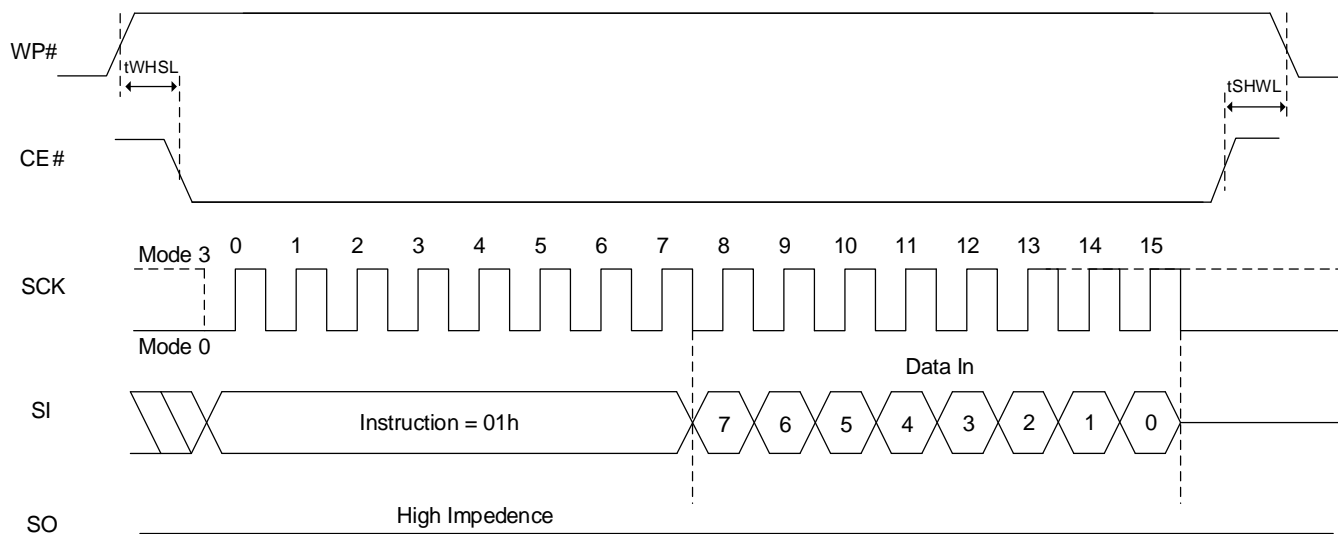 WP#
tWHSL
tSHWL
CE#
0 1 2 3 4 5 6 7 8 9 10 11 12 13 14 15
Mode 3
SCK
Mode 0
Data In
SI
Instruction = 01h
7 6 5 4 3 2 1 0
High Impedence
SO